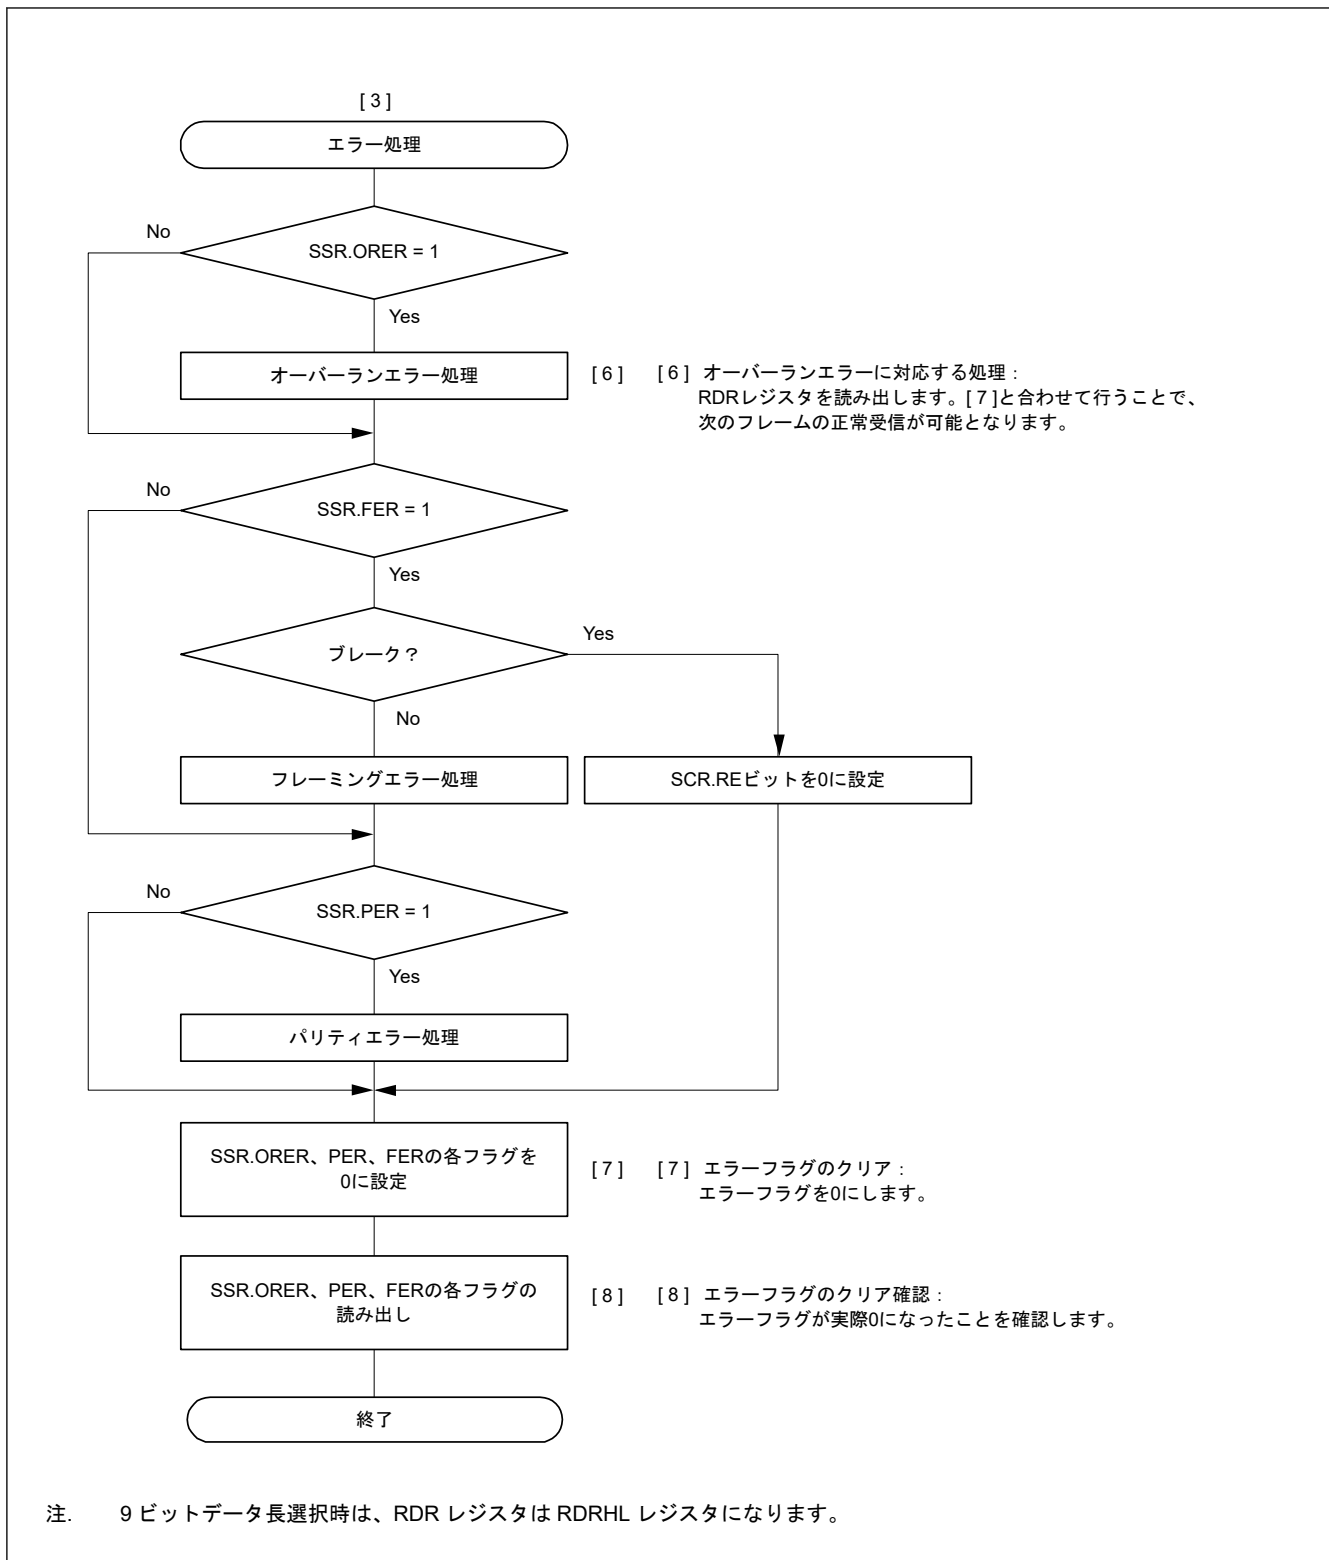 [ 3 ]
エラー処理
No
SSR.ORER = 1
Yes
オーバーランエラー処理
[ 6 ]
[ 6 ] オーバーランエラーに対応する処理：
RDRレジスタを読み出します。[ 7 ]と合わせて行うことで、
次のフレームの正常受信が可能となります。
No
SSR.FER = 1
Yes
ブレーク？
Yes
No
フレーミングエラー処理
SCR.REビットを0に設定
No
SSR.PER = 1
Yes
パリティエラー処理
SSR.ORER、PER、FERの各フラグを
0に設定
[ 7 ]
[ 7 ] エラーフラグのクリア：
エラーフラグを0にします。
SSR.ORER、PER、FERの各フラグの
読み出し
[ 8 ]
[ 8 ] エラーフラグのクリア確認：
エラーフラグが実際0になったことを確認します。
終了
注. 9 ビットデータ長選択時は、RDR レジスタは RDRHL レジスタになります。